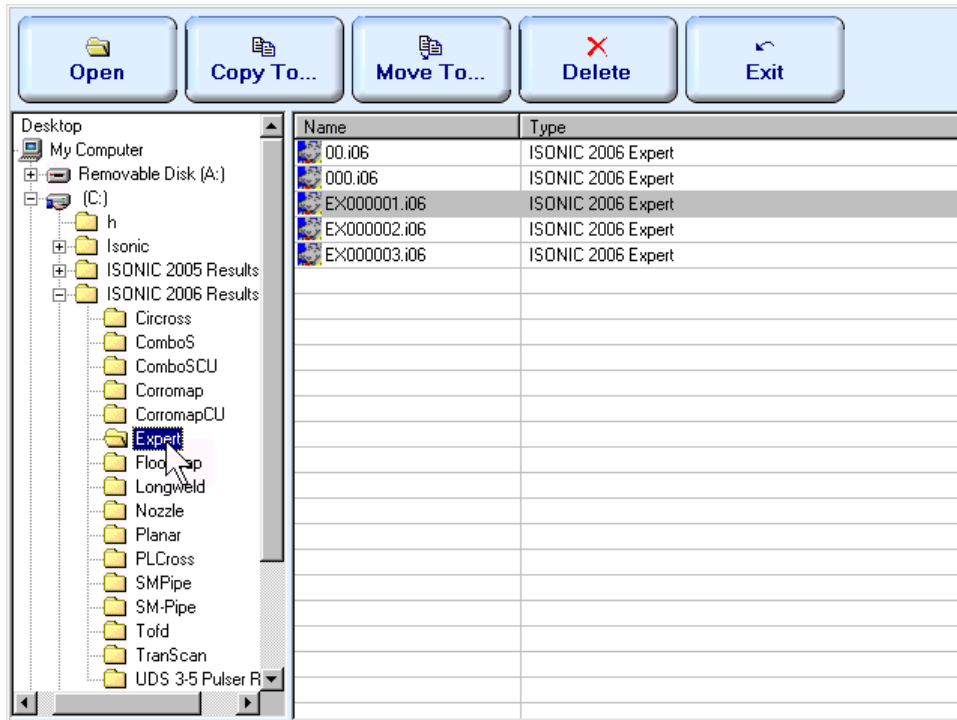 Open
Copy To...
Move To...
Delete
Exit
Desktop
My Computer
Removable Disk (A:)
(C:)
h
Isonic
ISONIC 2005 Results
ISONIC 2006 Results
Circross
ComboS
ComboSCU
Corromap
CorromapCU
Expert
Longweld
Nozzle
Planar
PLCross
SMPipe
SM-Pipe
Tofd
TranScan
UDS 3-5 Pulser R
Name Type
00.i06 ISONIC 2006 Expert
000.i06 ISONIC 2006 Expert
EX000001.i06 ISONIC 2006 Expert
EX000002.i06 ISONIC 2006 Expert
EX000003.i06 ISONIC 2006 Expert